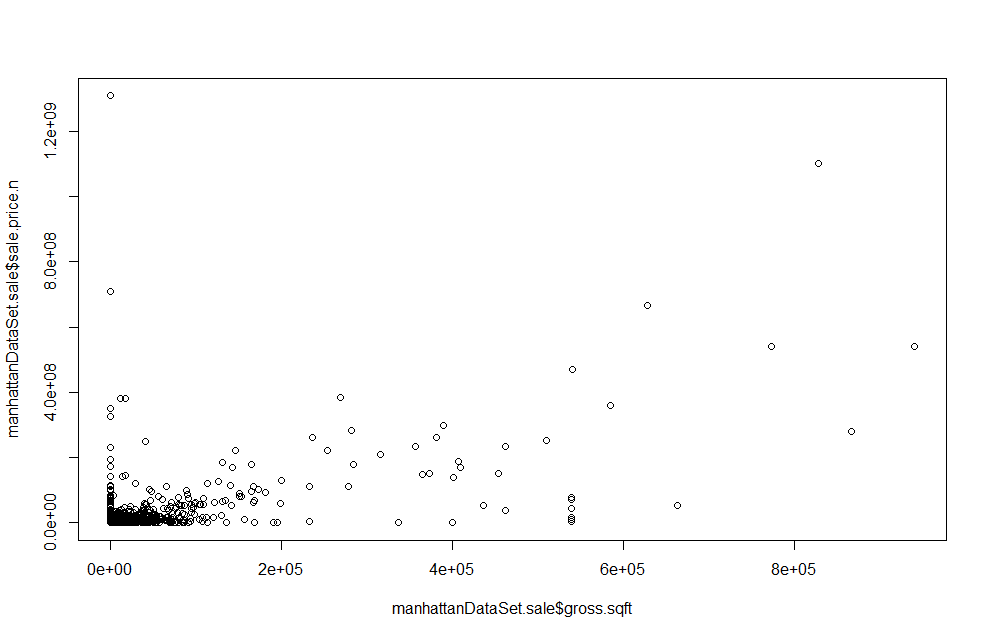 manhattanDataSet.sale$sale.price.n
1.2e+09
8.0e+08
4.0e+08
0.0e+00
0e+00 2e+05 4e+05 6e+05 8e+05
manhattanDataSet.sale$gross.sqft